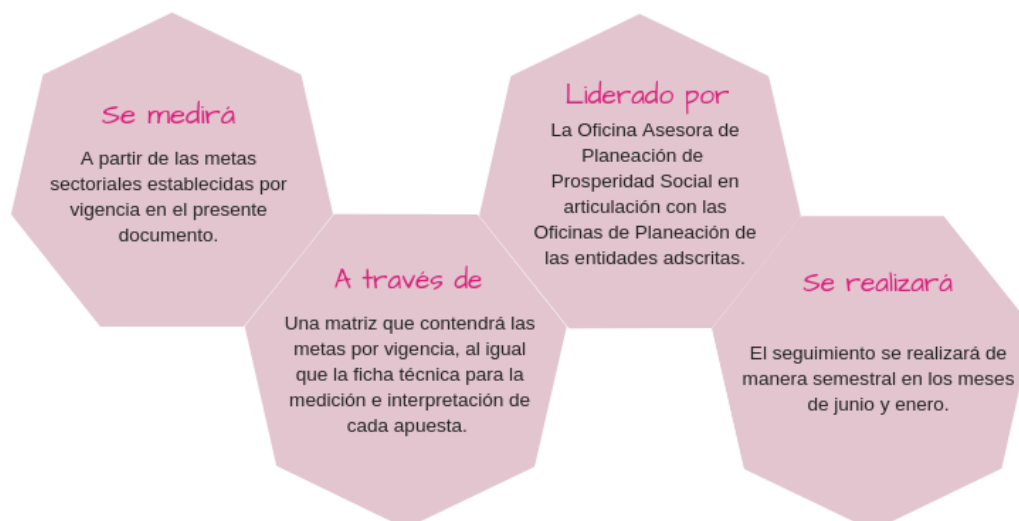 Se medirá
A partir de las metas
sectoriales establecidas por
vigencia en el presente
documento.
A través de
Una matriz que contendrá las
metas por vigencia, al igual
que la ficha técnica para la
medición e interpretación de
cada apuesta.
Liderado por
La Oficina Asesora de
Planeación de
Prosperidad Social en
articulación con las
Oficinas de Planeación de
las entidades adscritas.
Se realizará
El seguimiento se realizará de
manera semestral en los meses
de junio y enero.